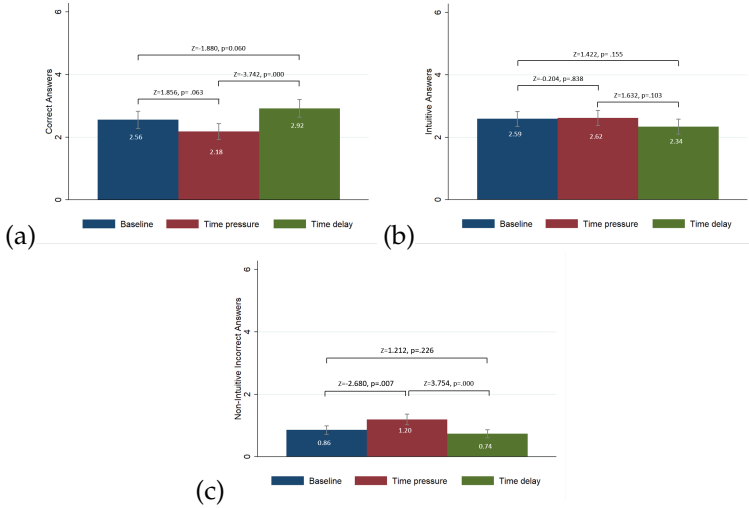 6
Z=-1.880, p=0.060
Z=-3.742, p=.000
Z=1.856, p= .063
4
2
0
Correct Answers
2.56
2.18
2.92
Baseline
Time pressure
Time delay
(a)
6
Z=1.422, p= .155
Z=-0.204, p=.838
Z=1.632, p=.103
4
2
0
Intuitive Answers
2.59
2.62
2.34
Baseline
Time pressure
Time delay
(b)
6
Z=1.212, p=.226
Z=-2.680, p=.007
Z=3.754, p=.000
4
2
0
Non-Intuitive Incorrect Answers
0.86
1.20
0.74
Baseline
Time pressure
Time delay
(c)